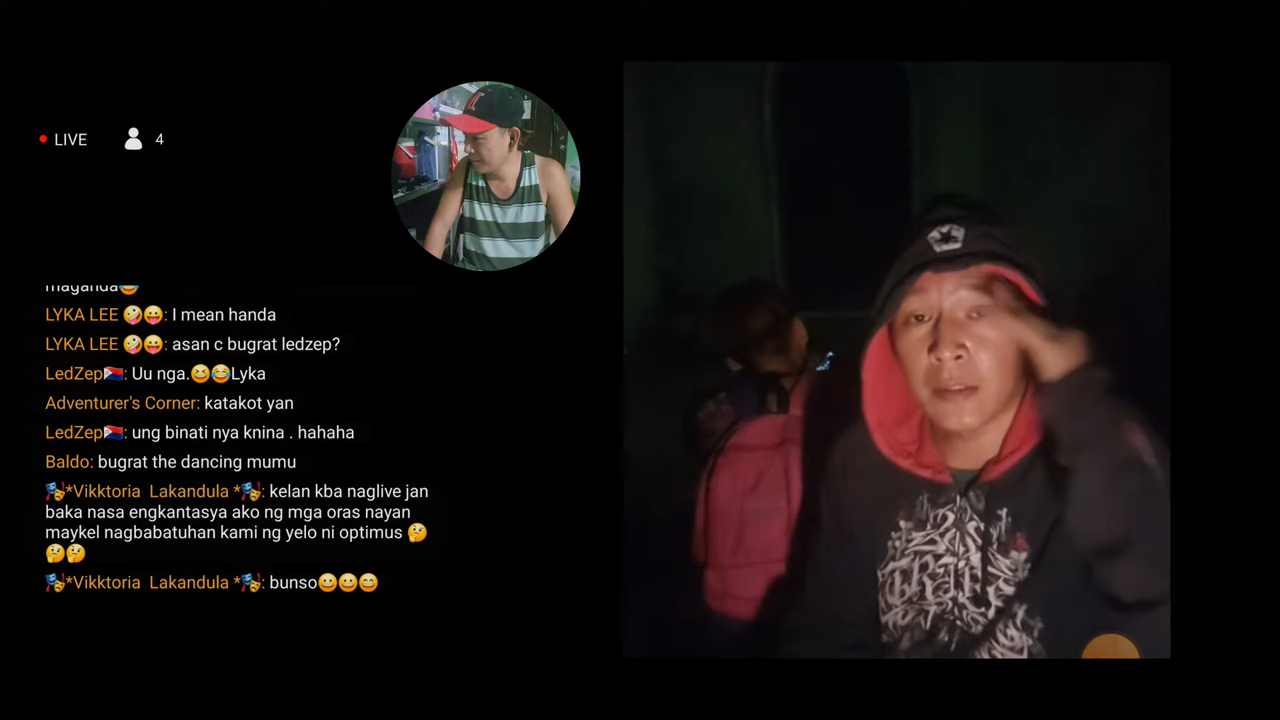 LIVE 4
LYKA LEE 🤪😛: I mean handa
LYKA LEE 🤪😛: asan c bugrat ledzep?
LedZep🇵🇭: Uu nga.😆😂Lyka
Adventurer's Corner: katakot yan
LedZep🇵🇭: ung binati nya knina . hahaha
Baldo: bugrat the dancing mumu
🎭*Vikktoria Lakandula *🎭: kelan kba naglive jan
baka nasa engkantasya ako ng mga oras nayan
maykel nagbabatuhan kami ng yelo ni optimus 🤔
🤔🤔
🎭*Vikktoria Lakandula *🎭: bunso😀😀😄